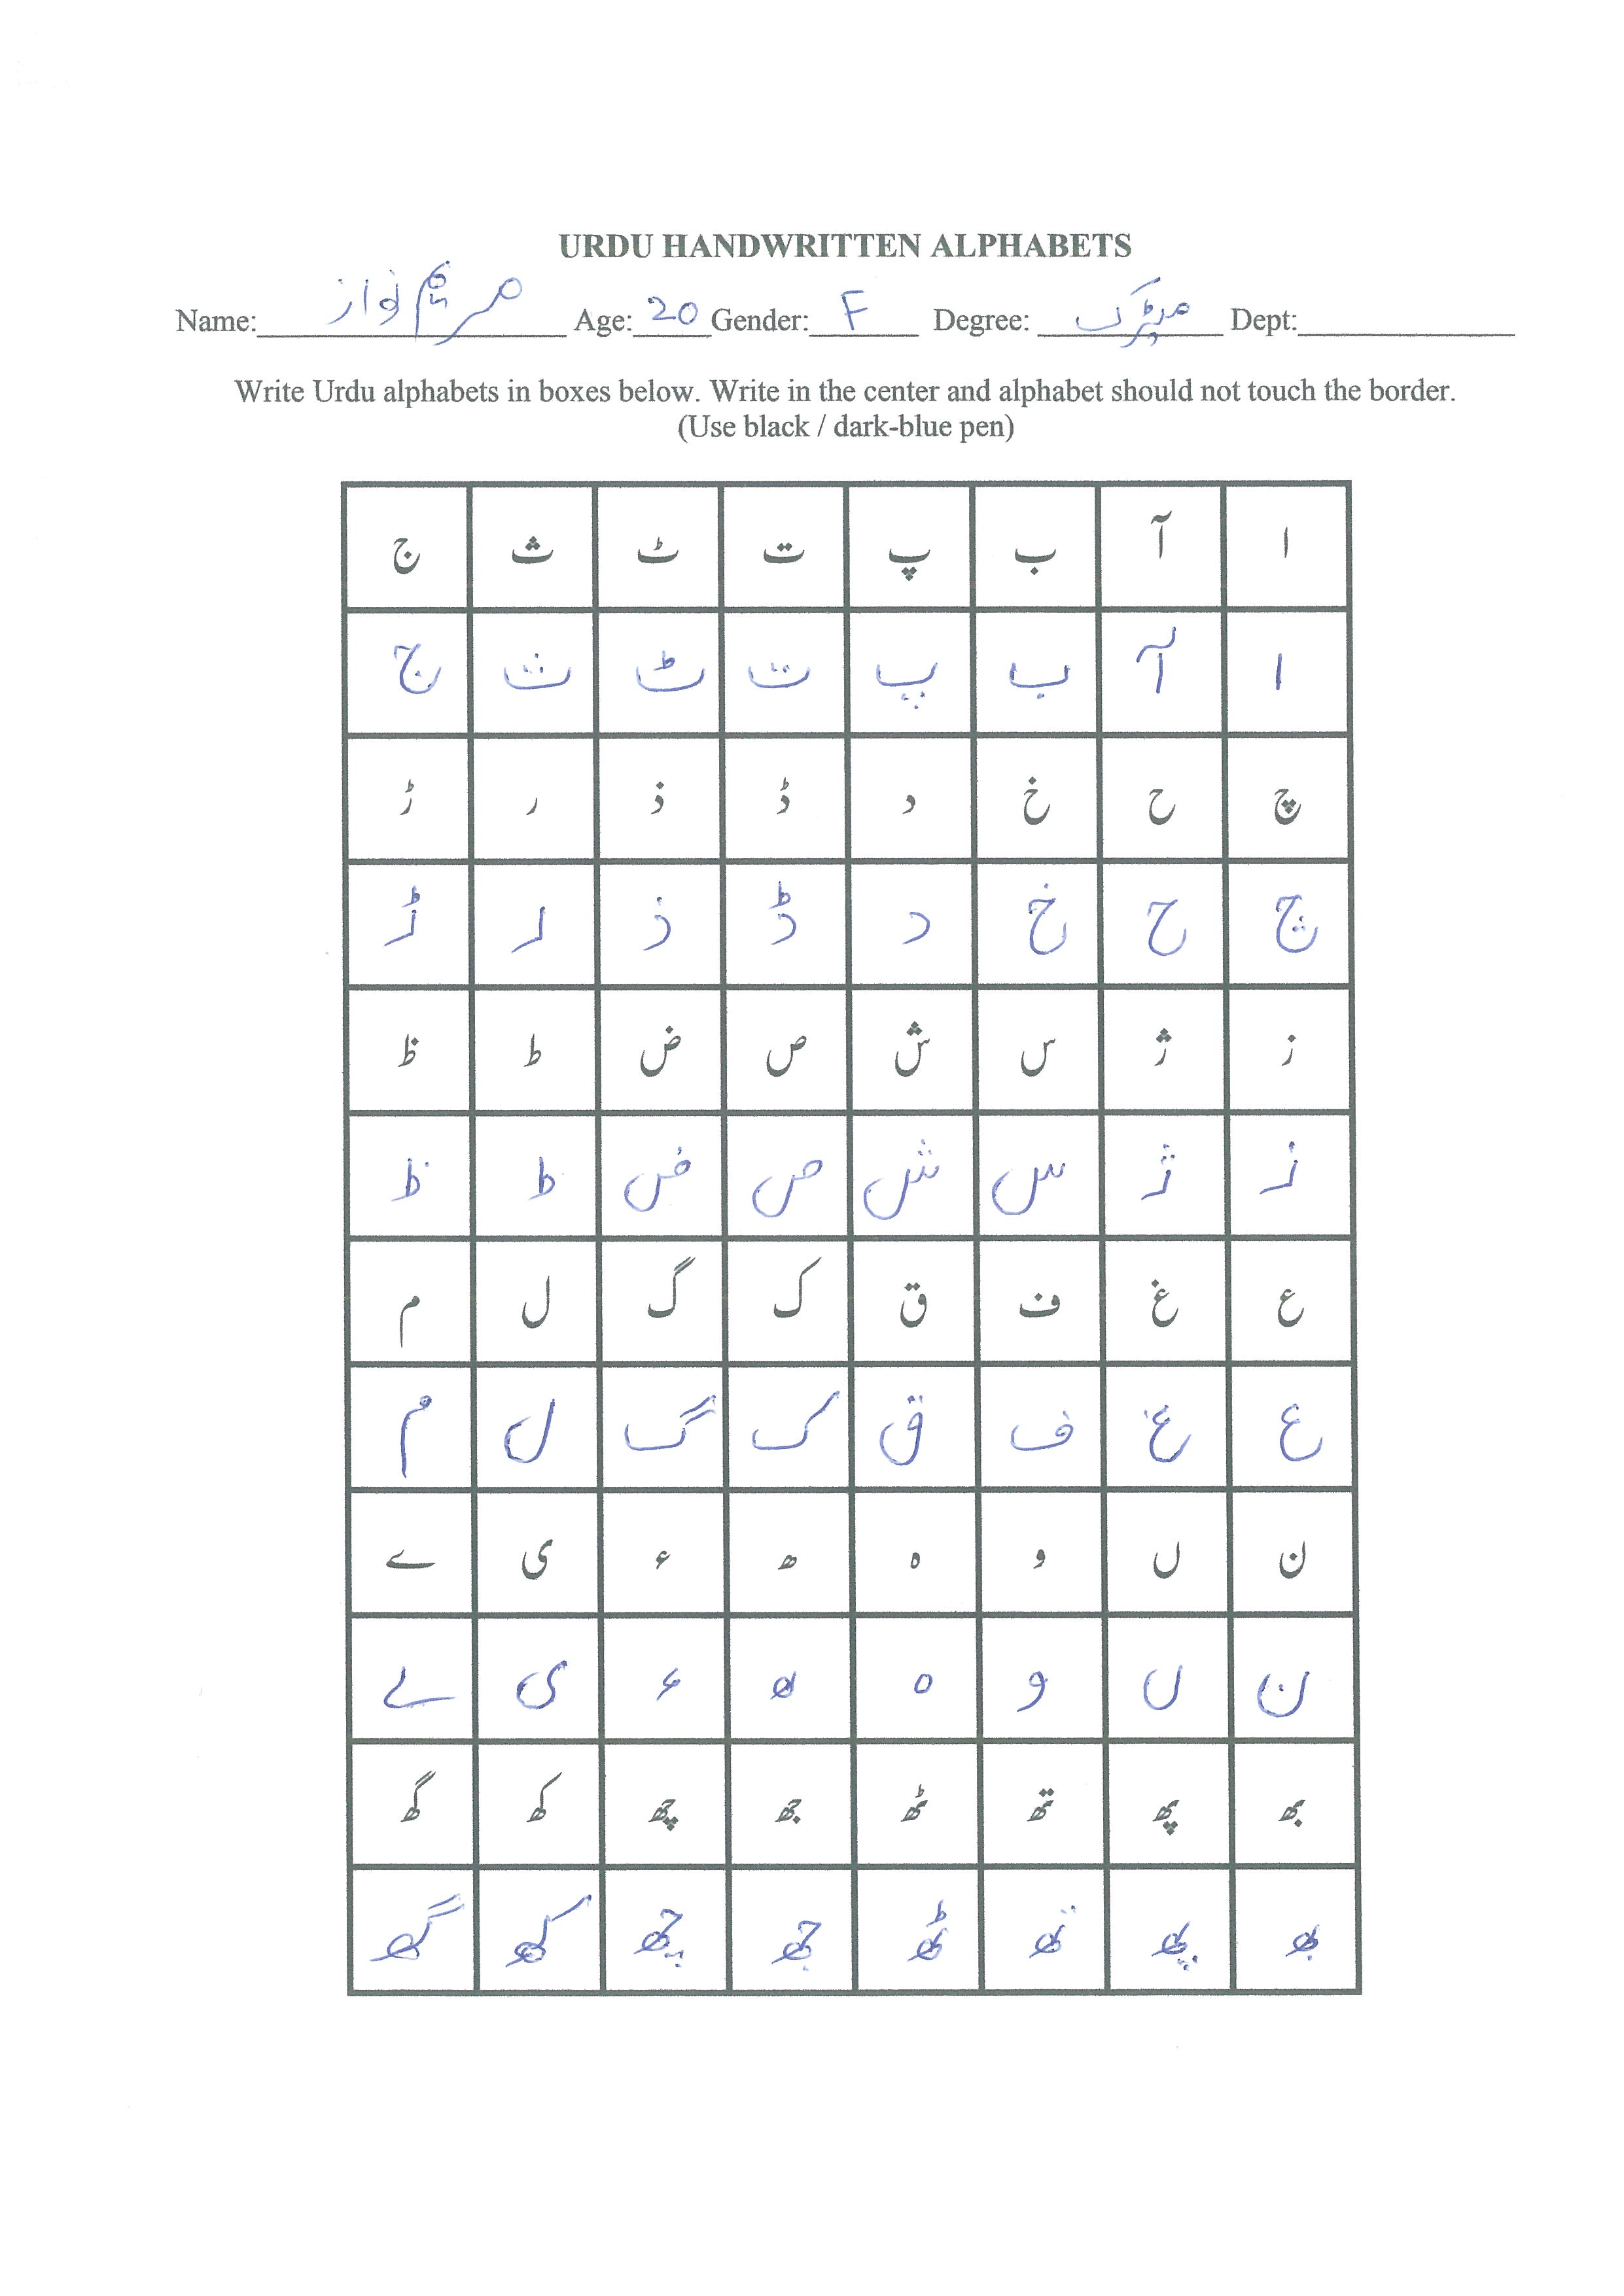 URDU HANDWRITTEN ALPHABETS
Name: مریم نواز Age: 20 Gender: F Degree: میٹرک Dept:
Write Urdu alphabets in boxes below. Write in the center and alphabet should not touch the border.
(Use black / dark-blue pen)
ا آ ب پ ت ٹ ث ج
ا آ ب پ ت ٹ ث ج
چ ح خ د ڈ ذ ر ڑ
چ ح خ د ڈ ذ ر ڑ
ز ژ س ش ص ض ط ظ
ز ژ س ش ص ض ط ظ
ع غ ف ق ک گ ل م
ع غ ف ق ک گ ل م
ن ں و ہ ھ ء ی ے
ن ں و ہ ھ ء ی ے
بھ پھ تھ ٹھ جھ چھ کھ گھ
بھ پھ تھ ٹھ جھ چھ کھ گھ